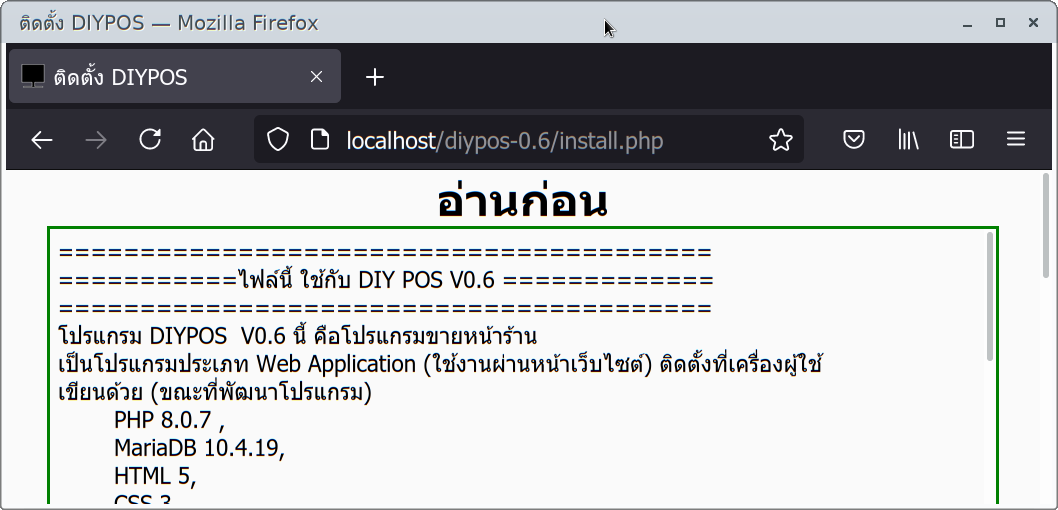 ติดตั้ง DIYPOS — Mozilla Firefox
ติดตั้ง DIYPOS
localhost/diypos-0.6/install.php
อ่านก่อน
========================================
===========ไฟล์นี้ ใช้กับ DIY POS V0.6 =============
========================================
โปรแกรม DIYPOS  V0.6 นี้ คือโปรแกรมขายหน้าร้าน
เป็นโปรแกรมประเภท Web Application (ใช้งานผ่านหน้าเว็บไซต์) ติดตั้งที่เครื่องผู้ใช้
เขียนด้วย (ขณะที่พัฒนาโปรแกรม)
PHP 8.0.7 ,
MariaDB 10.4.19,
HTML 5,
CSS 3